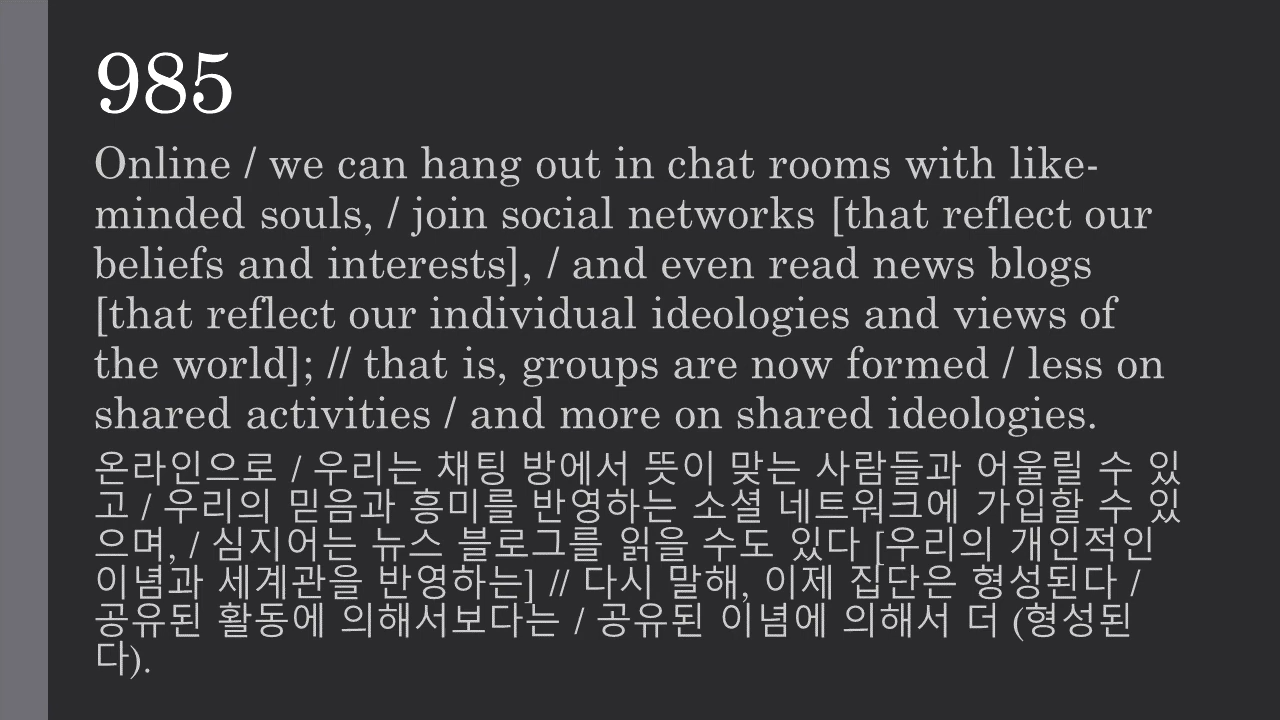 985
Online / we can hang out in chat rooms with like-
minded souls, / join social networks [that reflect our
beliefs and interests], / and even read news blogs
[that reflect our individual ideologies and views of
the world]; // that is, groups are now formed / less on
shared activities / and more on shared ideologies.
온라인으로 / 우리는 채팅 방에서 뜻이 맞는 사람들과 어울릴 수 있
고 / 우리의 믿음과 흥미를 반영하는 소셜 네트워크에 가입할 수 있
으며, / 심지어는 뉴스 블로그를 읽을 수도 있다 [우리의 개인적인
이념과 세계관을 반영하는] // 다시 말해, 이제 집단은 형성된다 /
공유된 활동에 의해서보다는 / 공유된 이념에 의해서 더 (형성된
다).